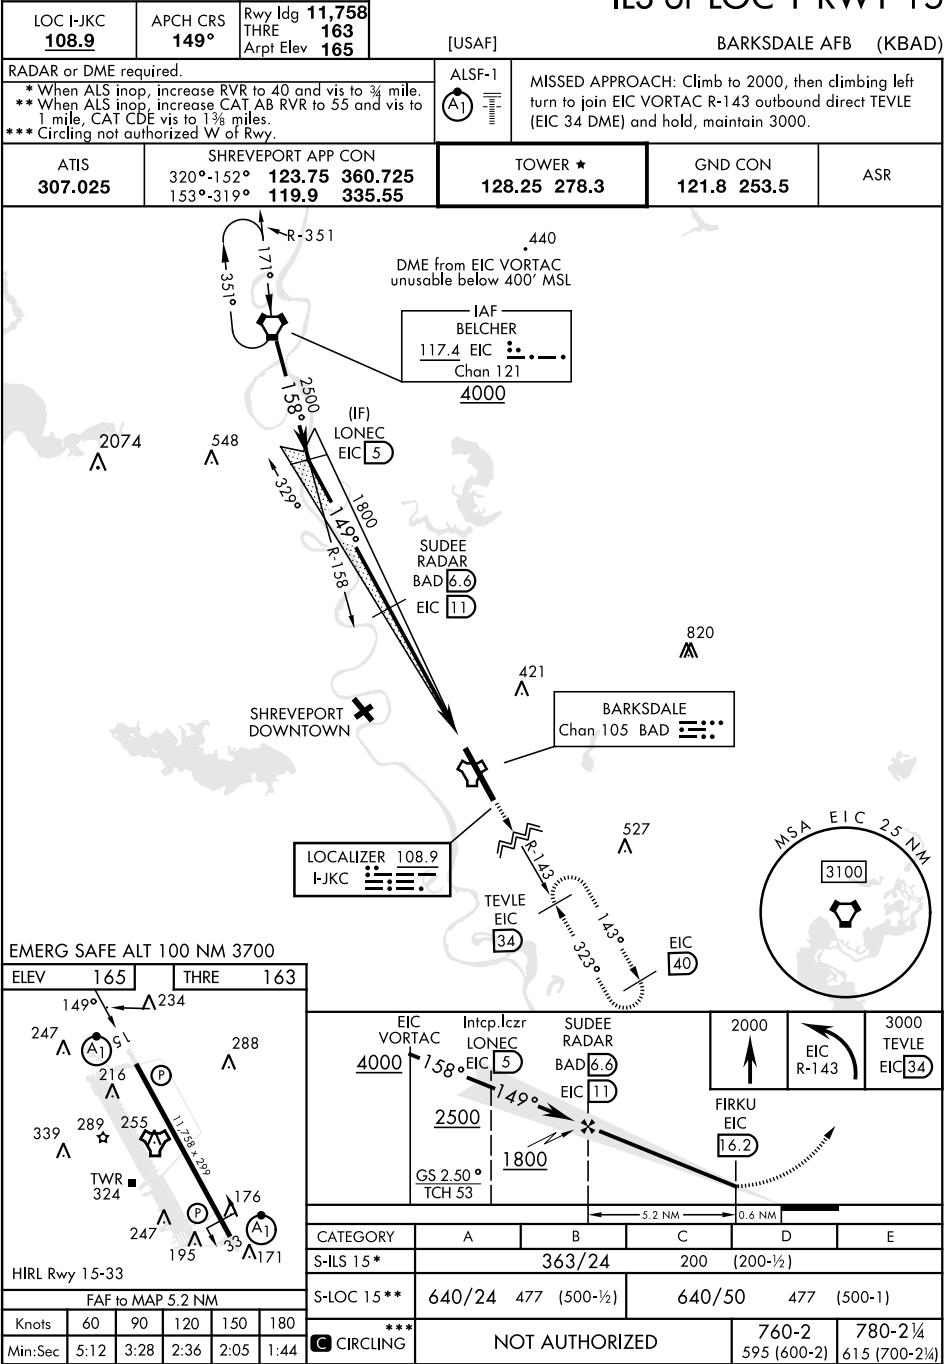 LOC I-JKC
108.9
APCH CRS
149°
Rwy ldg 11,758
THRE 163
Arpt Elev 165
[USAF]
BARKSDALE AFB (KBAD)
RADAR or DME required.
* When ALS inop, increase RVR to 40 and vis to ¾ mile.
** When ALS inop, increase CAT AB RVR to 55 and vis to
1 mile, CAT CDE vis to 1⅜ miles.
*** Circling not authorized W of Rwy.
ALSF-1
A1
MISSED APPROACH: Climb to 2000, then climbing left
turn to join EIC VORTAC R-143 outbound direct TEVLE
(EIC 34 DME) and hold, maintain 3000.
ATIS
307.025
SHREVEPORT APP CON
320°-152° 123.75 360.725
153°-319° 119.9 335.55
TOWER ★
128.25 278.3
GND CON
121.8 253.5
ASR
R-351
171°
351°
440
DME from EIC VORTAC
unusable below 400' MSL
IAF
BELCHER
117.4 EIC
Chan 121
4000
2500
158°
(IF)
LONEC
EIC 5
2074
548
329°
1800
149°
R-158
SUDEE
RADAR
BAD 6.6
EIC 11
820
421
SHREVEPORT
DOWNTOWN
BARKSDALE
Chan 105 BAD
LOCALIZER 108.9
I-JKC
R-143
527
TEVLE
EIC
34
143°
323°
EIC
40
MSA EIC 25 NM
3100
EMERG SAFE ALT 100 NM 3700
ELEV 165
THRE 163
149°
234
247
A1
15
288
216
P
339
289
255
11,758 x 299
TWR
324
176
P
247
195
33
A1
171
HIRL Rwy 15-33
FAF to MAP 5.2 NM
Knots 60 90 120 150 180
Min:Sec 5:12 3:28 2:36 2:05 1:44
EIC
VORTAC
4000
158°
Intcp.lczr
LONEC
EIC 5
149°
2500
SUDEE
RADAR
BAD 6.6
EIC 11
1800
GS 2.50°
TCH 53
2000
EIC
R-143
3000
TEVLE
EIC 34
FIRKU
EIC
16.2
5.2 NM
0.6 NM
CATEGORY A B C D E
S-ILS 15* 363/24 200 (200-½)
S-LOC 15** 640/24 477 (500-½) 640/50 477 (500-1)
C CIRCLING *** NOT AUTHORIZED 760-2 595 (600-2) 780-2¼ 615 (700-2¼)